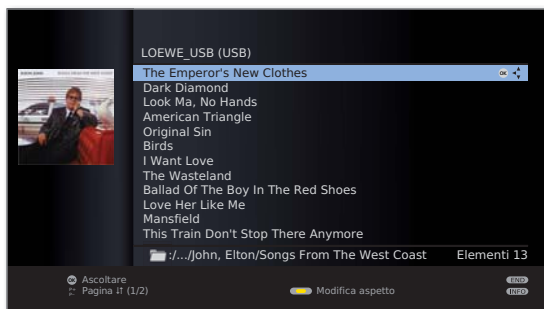 LOEWE_USB (USB)
The Emperor's New Clothes
OK
Dark Diamond
Look Ma, No Hands
American Triangle
Original Sin
Birds
I Want Love
The Wasteland
Ballad Of The Boy In The Red Shoes
Love Her Like Me
Mansfield
This Train Don't Stop There Anymore
:/.../John, Elton/Songs From The West Coast Elementi 13
OK Ascoltare
END
Pagina (1/2)
Modifica aspetto
INFO